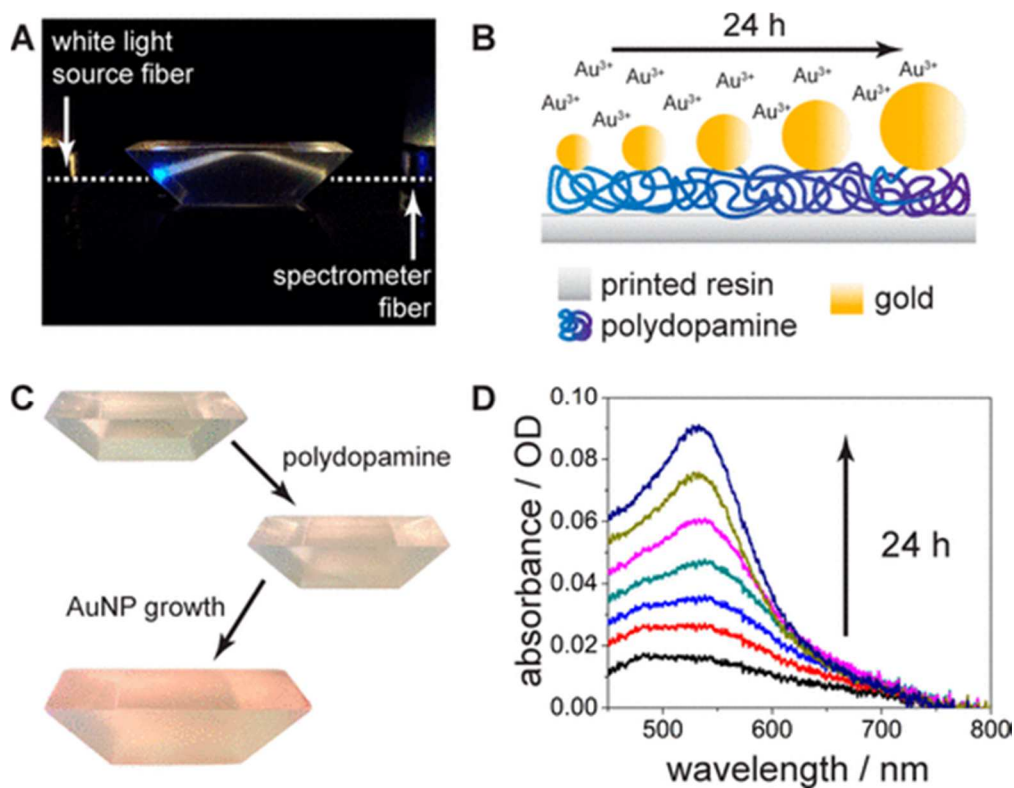 A
white light
source fiber
spectrometer
fiber
B
24 h
Au³⁺
Au³⁺
Au³⁺
Au³⁺
Au³⁺
Au³⁺
Au³⁺
Au³⁺
Au³⁺
Au³⁺
printed resin
gold
polydopamine
C
polydopamine
AuNP growth
D
0.10
0.08
0.06
0.04
0.02
0.00
absorbance / OD
24 h
500
600
700
800
wavelength / nm